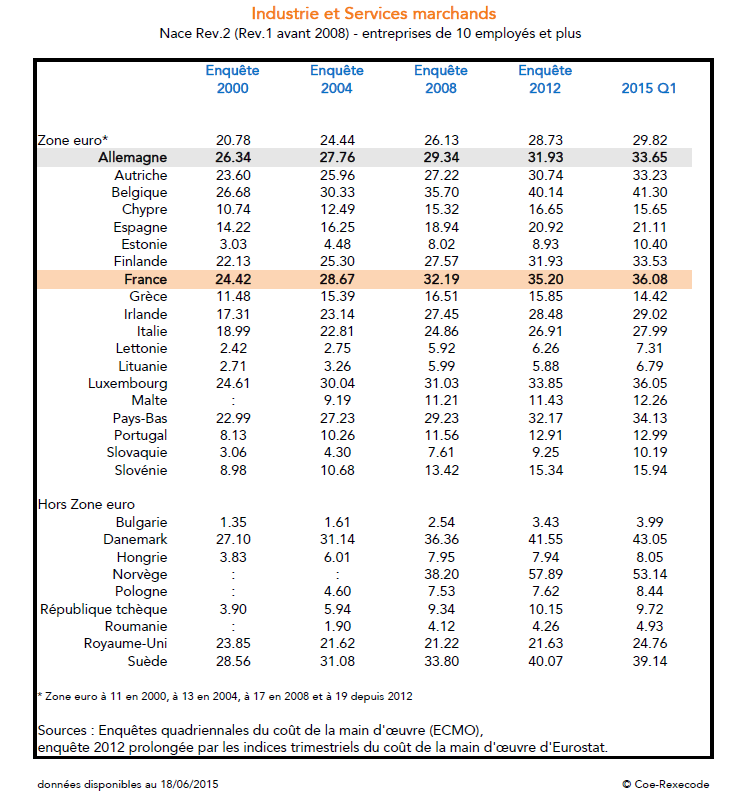 Industrie et Services marchands
Nace Rev.2 (Rev.1 avant 2008) - entreprises de 10 employés et plus
Enquête Enquête Enquête Enquête
2000 2004 2008 2012 2015 Q1
Zone euro* 20.78 24.44 26.13 28.73 29.82
Allemagne 26.34 27.76 29.34 31.93 33.65
Autriche 23.60 25.96 27.22 30.74 33.23
Belgique 26.68 30.33 35.70 40.14 41.30
Chypre 10.74 12.49 15.32 16.65 15.65
Espagne 14.22 16.25 18.94 20.92 21.11
Estonie 3.03 4.48 8.02 8.93 10.40
Finlande 22.13 25.30 27.57 31.93 33.53
France 24.42 28.67 32.19 35.20 36.08
Grèce 11.48 15.39 16.51 15.85 14.42
Irlande 17.31 23.14 27.45 28.48 29.02
Italie 18.99 22.81 24.86 26.91 27.99
Lettonie 2.42 2.75 5.92 6.26 7.31
Lituanie 2.71 3.26 5.99 5.88 6.79
Luxembourg 24.61 30.04 31.03 33.85 36.05
Malte : 9.19 11.21 11.43 12.26
Pays-Bas 22.99 27.23 29.23 32.17 34.13
Portugal 8.13 10.26 11.56 12.91 12.99
Slovaquie 3.06 4.30 7.61 9.25 10.19
Slovénie 8.98 10.68 13.42 15.34 15.94
Hors Zone euro
Bulgarie 1.35 1.61 2.54 3.43 3.99
Danemark 27.10 31.14 36.36 41.55 43.05
Hongrie 3.83 6.01 7.95 7.94 8.05
Norvège : : 38.20 57.89 53.14
Pologne : 4.60 7.53 7.62 8.44
République tchèque 3.90 5.94 9.34 10.15 9.72
Roumanie : 1.90 4.12 4.26 4.93
Royaume-Uni 23.85 21.62 21.22 21.63 24.76
Suède 28.56 31.08 33.80 40.07 39.14
* Zone euro à 11 en 2000, à 13 en 2004, à 17 en 2008 et à 19 depuis 2012
Sources : Enquêtes quadriennales du coût de la main d'œuvre (ECMO),
enquête 2012 prolongée par les indices trimestriels du coût de la main d'œuvre d'Eurostat.
données disponibles au 18/06/2015 © Coe-Rexecode